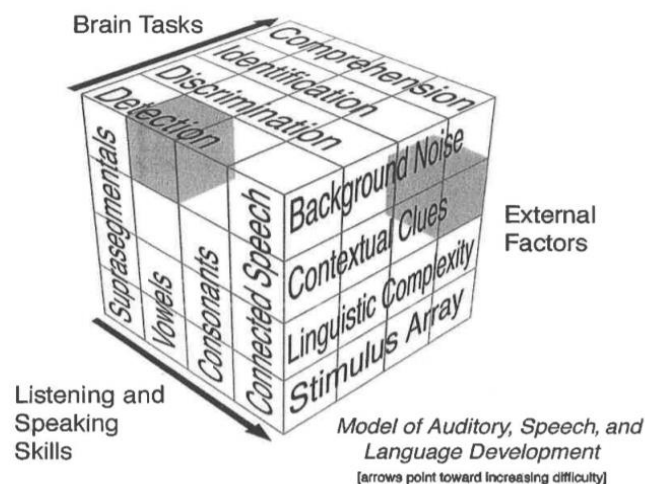 Brain Tasks
Comprehension
Identification
Discrimination
Detection
Suprasegmentals
Vowels
Consonants
Connected Speech
Background Noise
Contextual Clues
Linguistic Complexity
Stimulus Array
External
Factors
Listening and
Speaking
Skills
Model of Auditory, Speech, and
Language Development
[arrows point toward increasing difficulty]